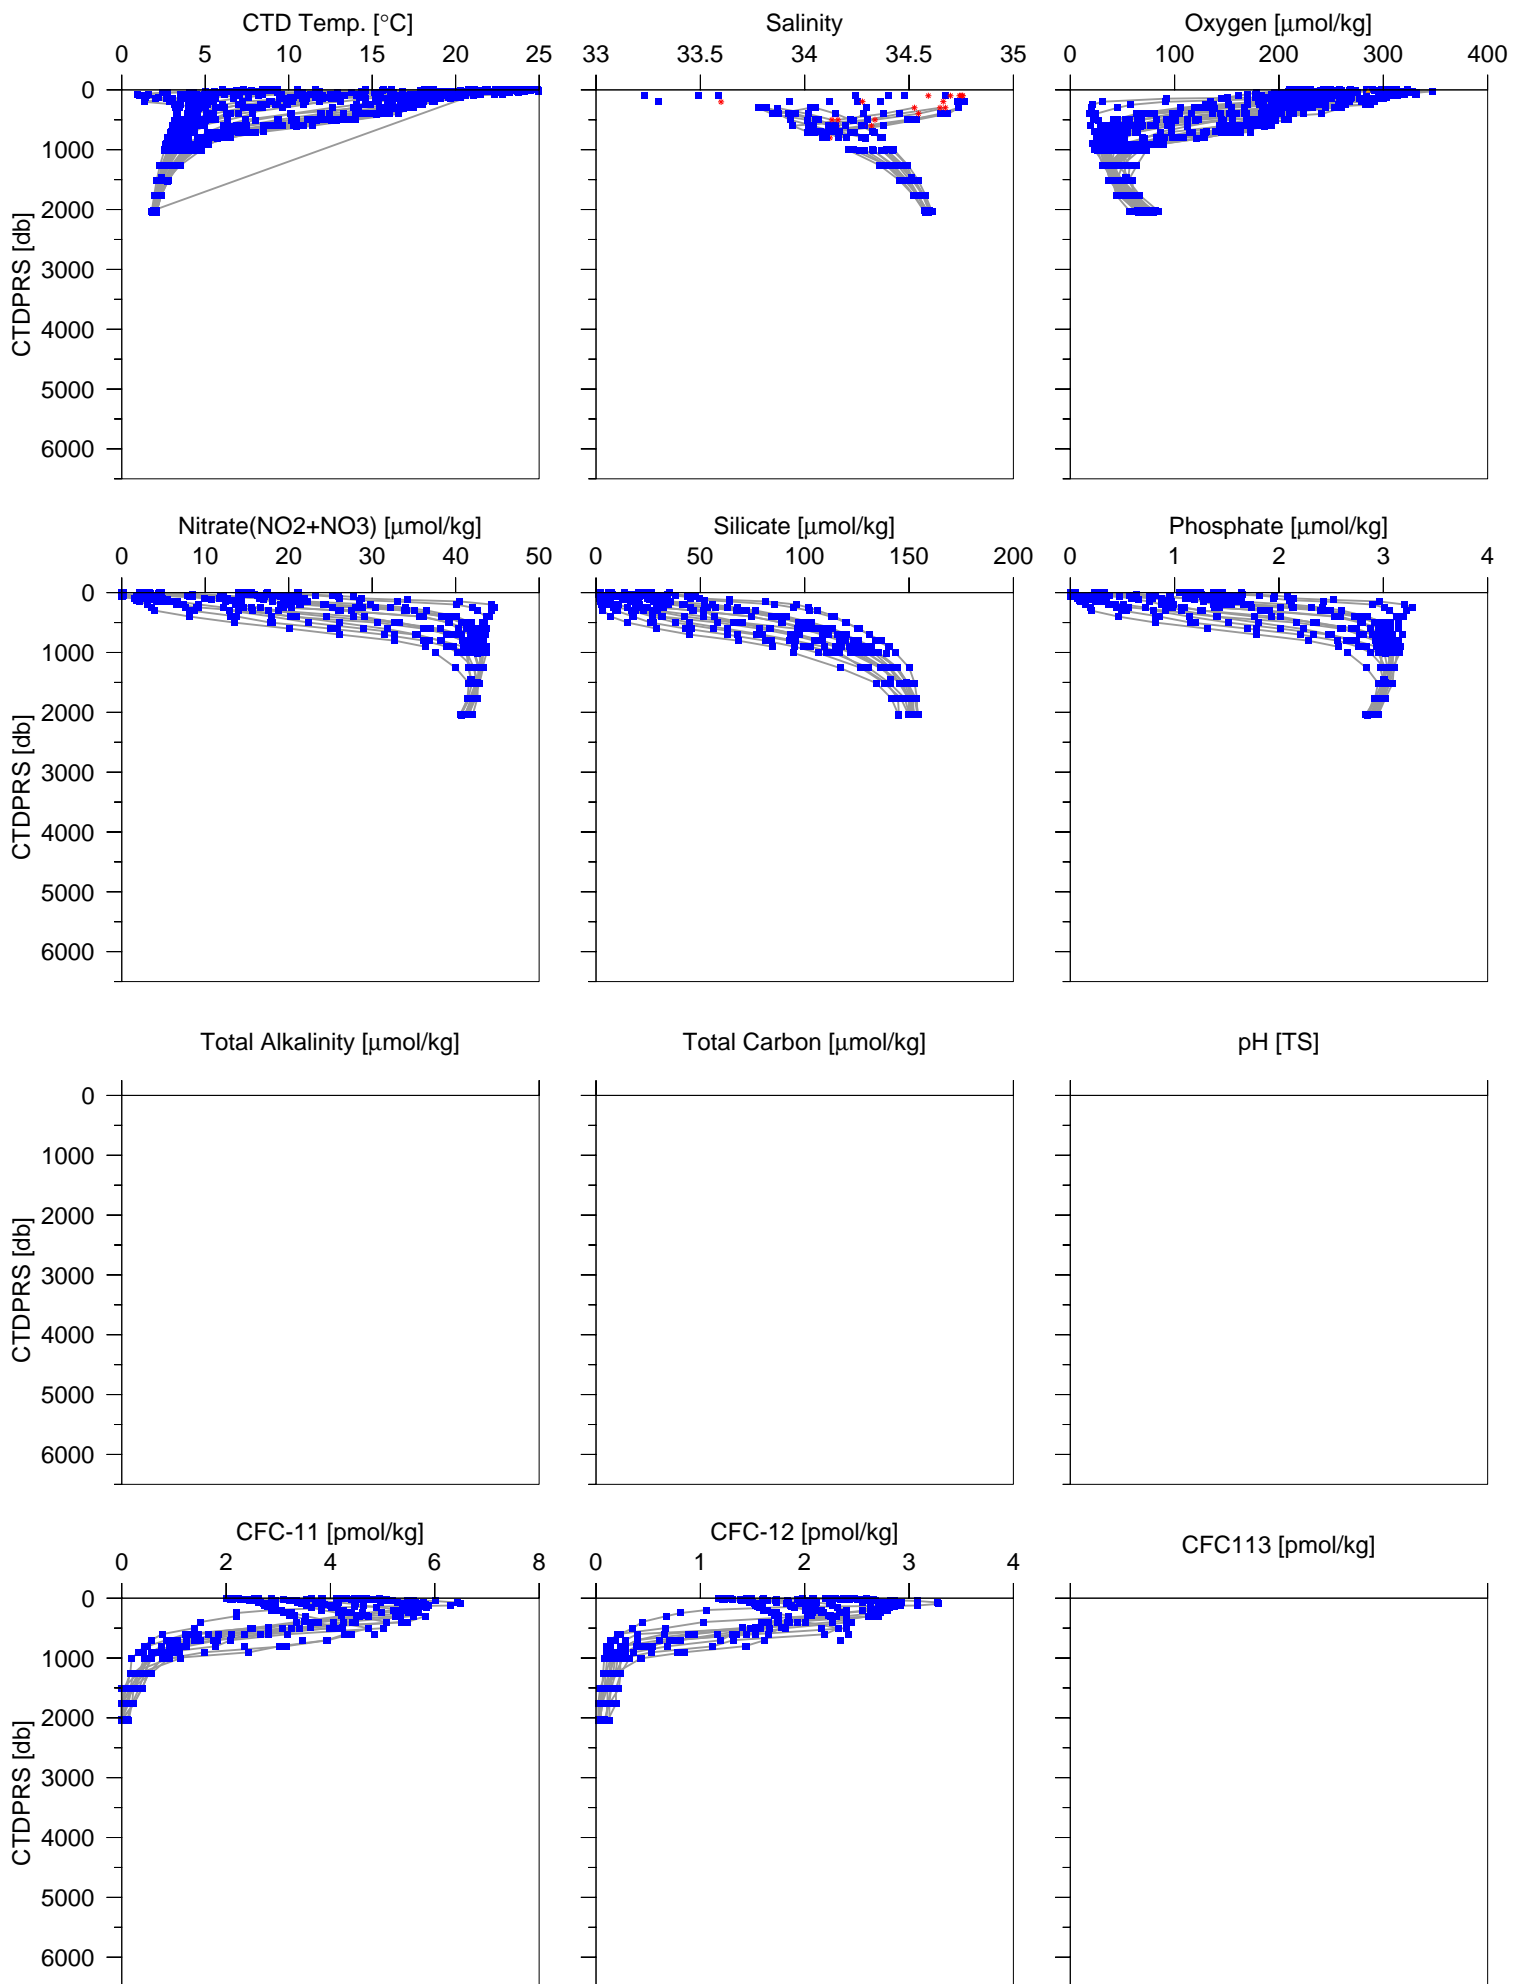 CTD Temp. [°C] Salinity Oxygen [μmol/kg]
0 5 10 15 20 25 33 33.5 34 34.5 35 0 100 200 300 400
0
1000
2000
3000
4000
5000
6000
CTDPRS [db]
Nitrate(NO2+NO3) [μmol/kg] Silicate [μmol/kg] Phosphate [μmol/kg]
0 10 20 30 40 50 0 50 100 150 200 0 1 2 3 4
0
1000
2000
3000
4000
5000
6000
CTDPRS [db]
Total Alkalinity [μmol/kg] Total Carbon [μmol/kg] pH [TS]
0
1000
2000
3000
4000
5000
6000
CTDPRS [db]
CFC-11 [pmol/kg] CFC-12 [pmol/kg] CFC113 [pmol/kg]
0 2 4 6 8 0 1 2 3 4
0
1000
2000
3000
4000
5000
6000
CTDPRS [db]